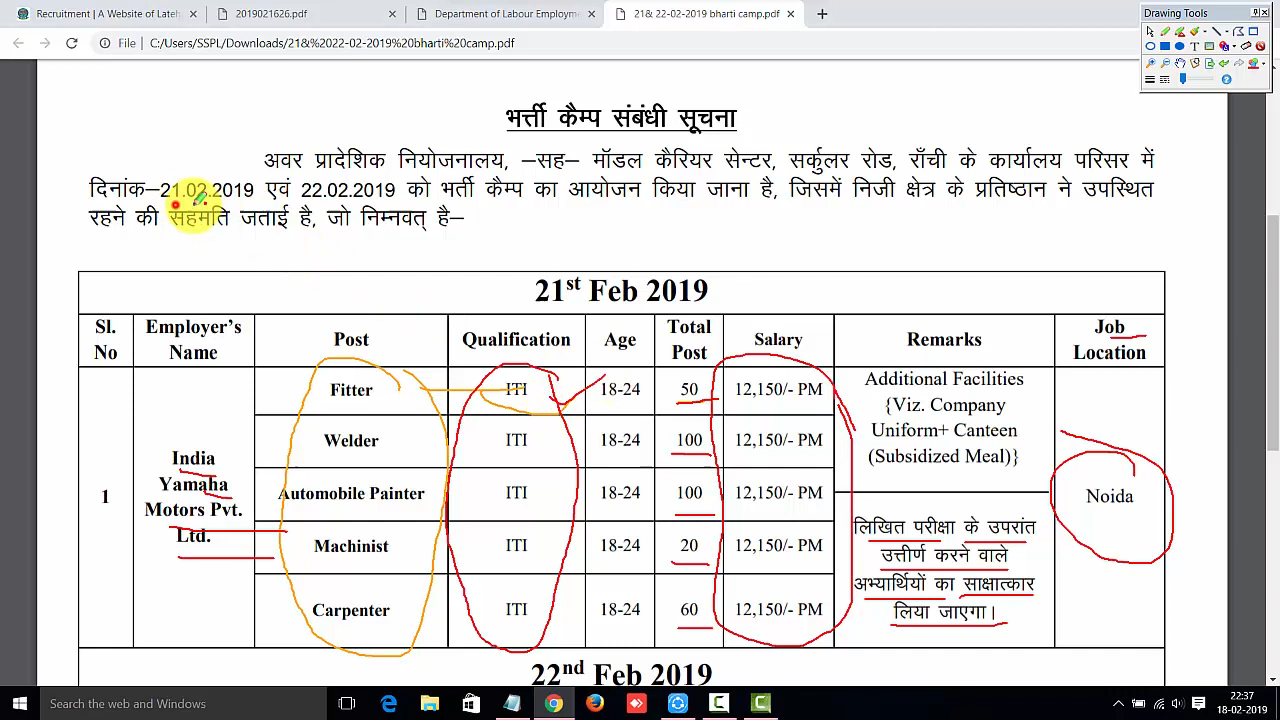 Recruitment | A Website of Lateh
2019021626.pdf
Department of Labour Employme
21& 22-02-2019 bharti camp.pdf
Drawing Tools
File
C:/Users/SSPL/Downloads/21&%2022-02-2019%20bharti%20camp.pdf
भर्त्ती कैम्प संबंधी सूचना
अवर प्रादेशिक नियोजनालय, –सह– मॉडल कैरियर सेन्टर, सर्कुलर रोड, राँची के कार्यालय परिसर में
दिनांक–21.02.2019 एवं 22.02.2019 को भर्ती कैम्प का आयोजन किया जाना है, जिसमें निजी क्षेत्र के प्रतिष्ठान ने उपस्थित
रहने की सहमति जताई है, जो निम्नवत् है–
21st Feb 2019
Sl. No Employer's Name Post Qualification Age Total Post Salary Remarks Job Location
1 India Yamaha Motors Pvt. Ltd.
Fitter ITI 18-24 50 12,150/- PM
Welder ITI 18-24 100 12,150/- PM
Automobile Painter ITI 18-24 100 12,150/- PM
Machinist ITI 18-24 20 12,150/- PM
Carpenter ITI 18-24 60 12,150/- PM
Additional Facilities
{Viz. Company
Uniform+ Canteen
(Subsidized Meal)}
लिखित परीक्षा के उपरांत
उत्तीर्ण करने वाले
अभ्यार्थियों का साक्षात्कार
लिया जाएगा।
Noida
22nd Feb 2019
Search the web and Windows
22:37
18-02-2019